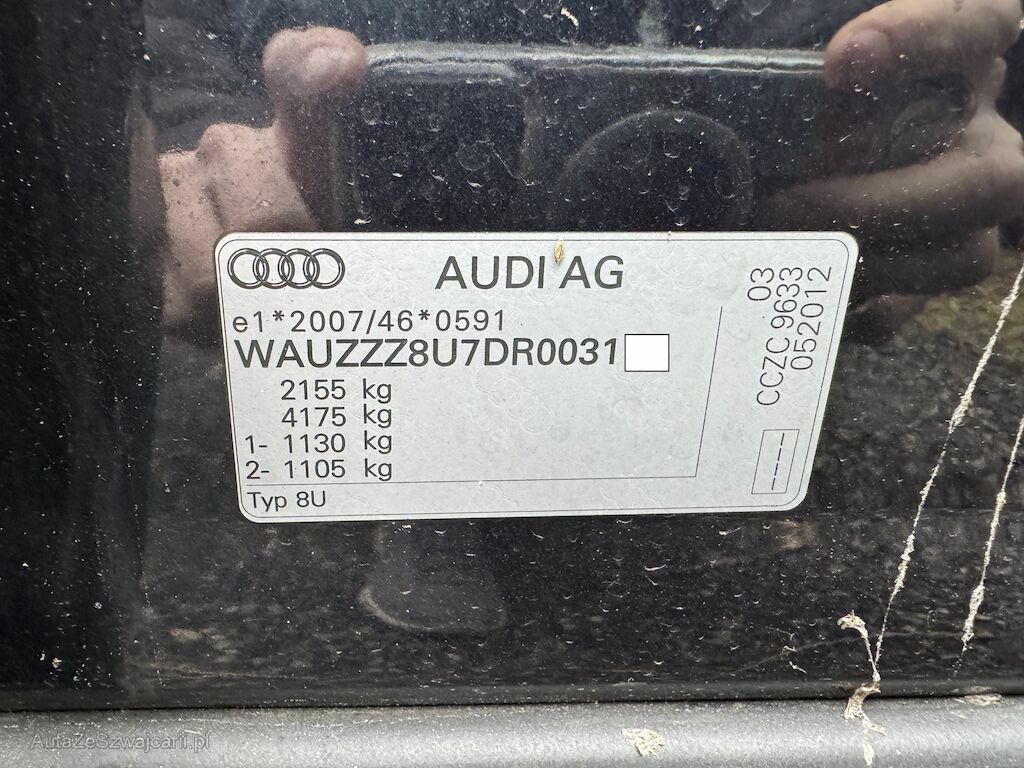 AUDI AG
e1*2007/46*0591
WAUZZZ8U7DR0031
2155 kg
4175 kg
1- 1130 kg
2- 1105 kg
Typ 8U
03
CCZC 9633
052012
----
AutaZeSzwajcarii.pl